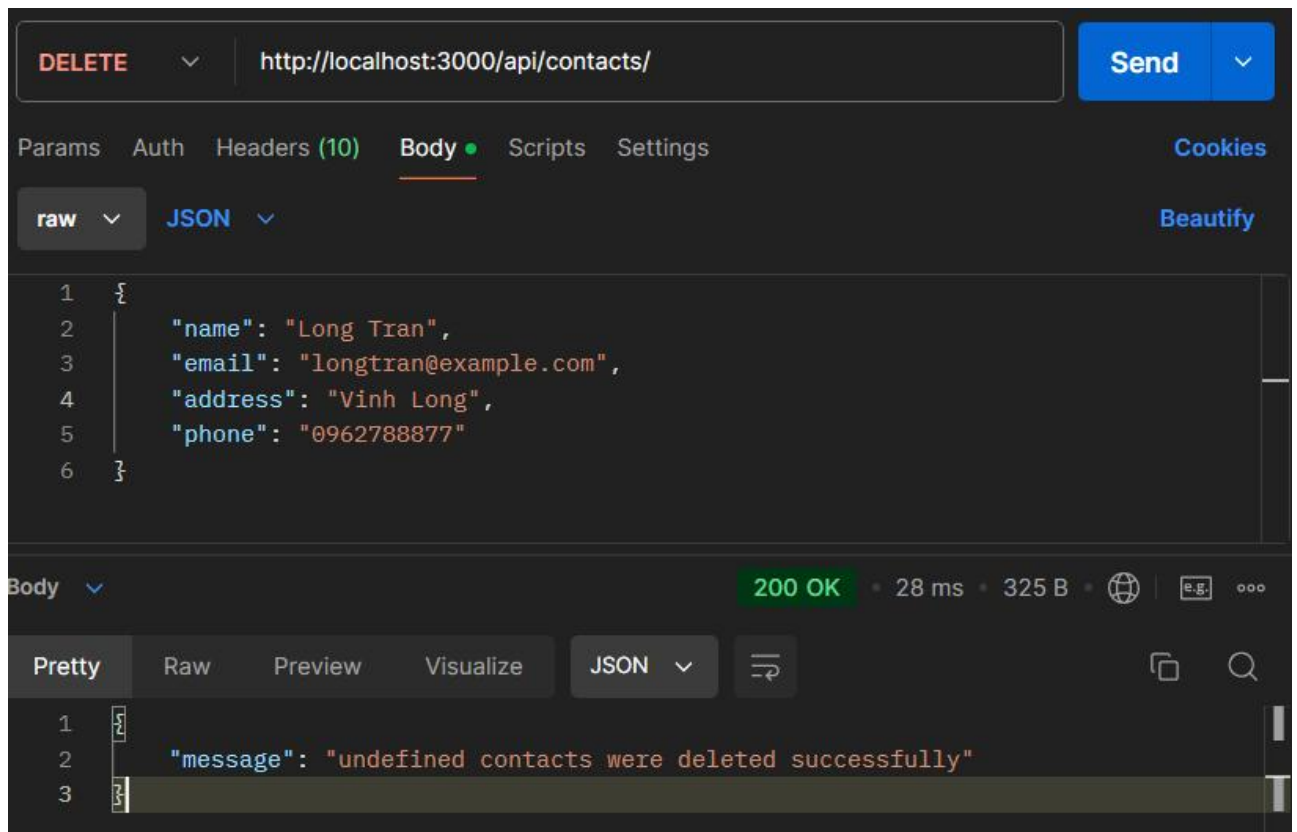 DELETE http://localhost:3000/api/contacts/ Send
Params Auth Headers (10) Body Scripts Settings Cookies
raw JSON Beautify
1 {
2 "name": "Long Tran",
3 "email": "longtran@example.com",
4 "address": "Vinh Long",
5 "phone": "0962788877"
6 }
Body 200 OK 28 ms 325 B e.g.
Pretty Raw Preview Visualize JSON
1 {
2 "message": "undefined contacts were deleted successfully"
3 }